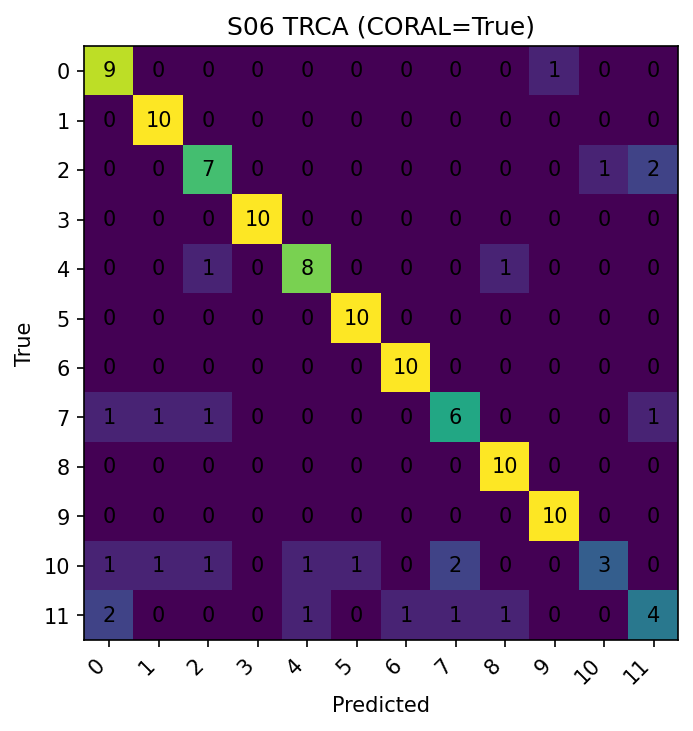 S06 TRCA (CORAL=True)
0 9 0 0 0 0 0 0 0 0 1 0 0
1 0 10 0 0 0 0 0 0 0 0 0 0
2 0 0 7 0 0 0 0 0 0 0 1 2
3 0 0 0 10 0 0 0 0 0 0 0 0
4 0 0 1 0 8 0 0 0 1 0 0 0
5 0 0 0 0 0 10 0 0 0 0 0 0
6 0 0 0 0 0 0 10 0 0 0 0 0
7 1 1 1 0 0 0 0 6 0 0 0 1
8 0 0 0 0 0 0 0 0 10 0 0 0
9 0 0 0 0 0 0 0 0 0 10 0 0
10 1 1 1 0 1 1 0 2 0 0 3 0
11 2 0 0 0 1 0 1 1 1 0 0 4
0 1 2 3 4 5 6 7 8 9 10 11
True
Predicted